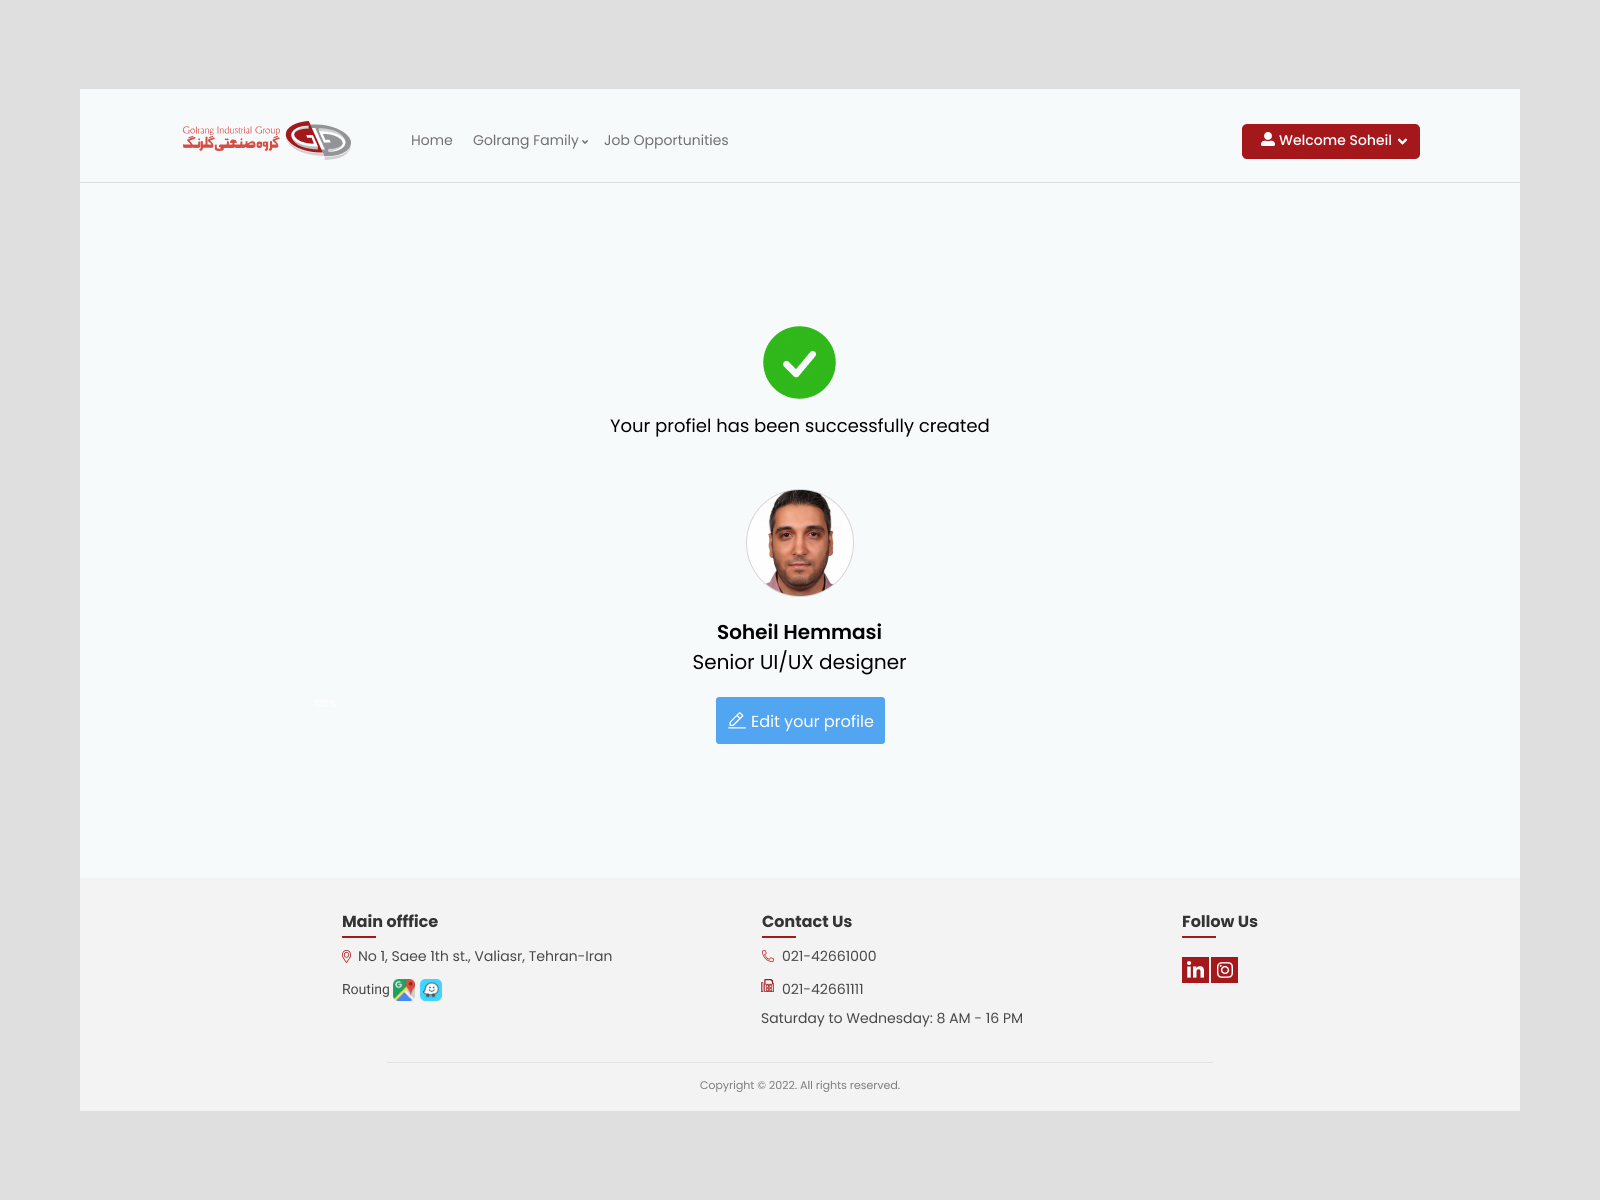 Golrang Industrial Group
گروه صنعتی گلرنگ
Home Golrang Family Job Opportunities
Welcome Soheil
Your profiel has been successfully created
Soheil Hemmasi
Senior UI/UX designer
Edit your profile
Main offfice
No 1, Saee 1th st., Valiasr, Tehran-Iran
Routing
Contact Us
021-42661000
021-42661111
Saturday to Wednesday: 8 AM - 16 PM
Follow Us
Copyright © 2022. All rights reserved.